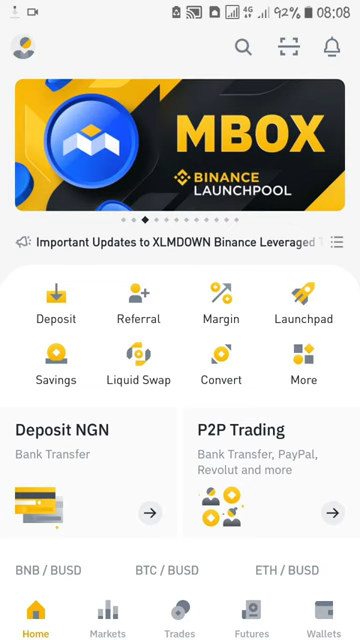 4G 92% 08:08
MBOX
BINANCE
LAUNCHPOOL
Important Updates to XLMDOWN Binance Leveraged T
Deposit Referral Margin Launchpad
Savings Liquid Swap Convert More
Deposit NGN
Bank Transfer
P2P Trading
Bank Transfer, PayPal,
Revolut and more
BNB / BUSD BTC / BUSD ETH / BUSD
Home Markets Trades Futures Wallets